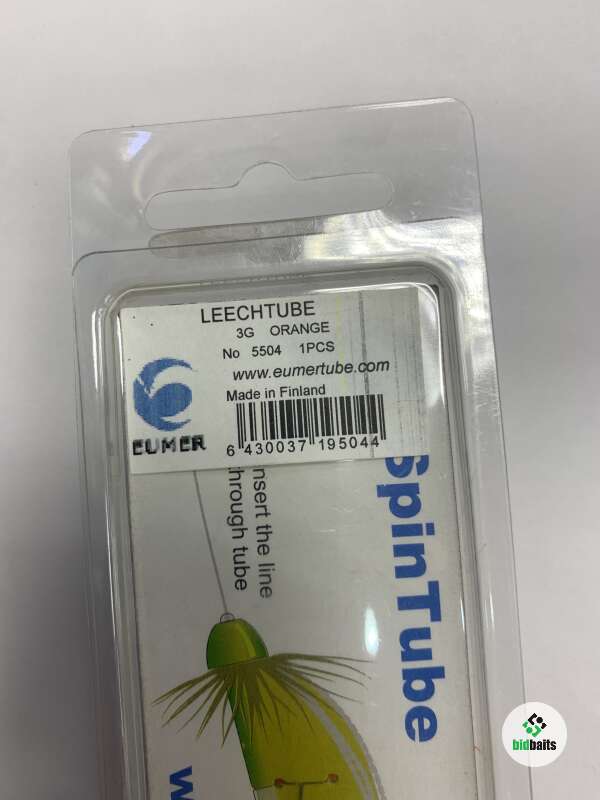 LEECHTUBE
3G ORANGE
No 5504 1PCS
www.eumertube.com
Made in Finland
EUMER
6 430037 195044
SpinTube
nsert the line
hrough tube
w
bidbaits